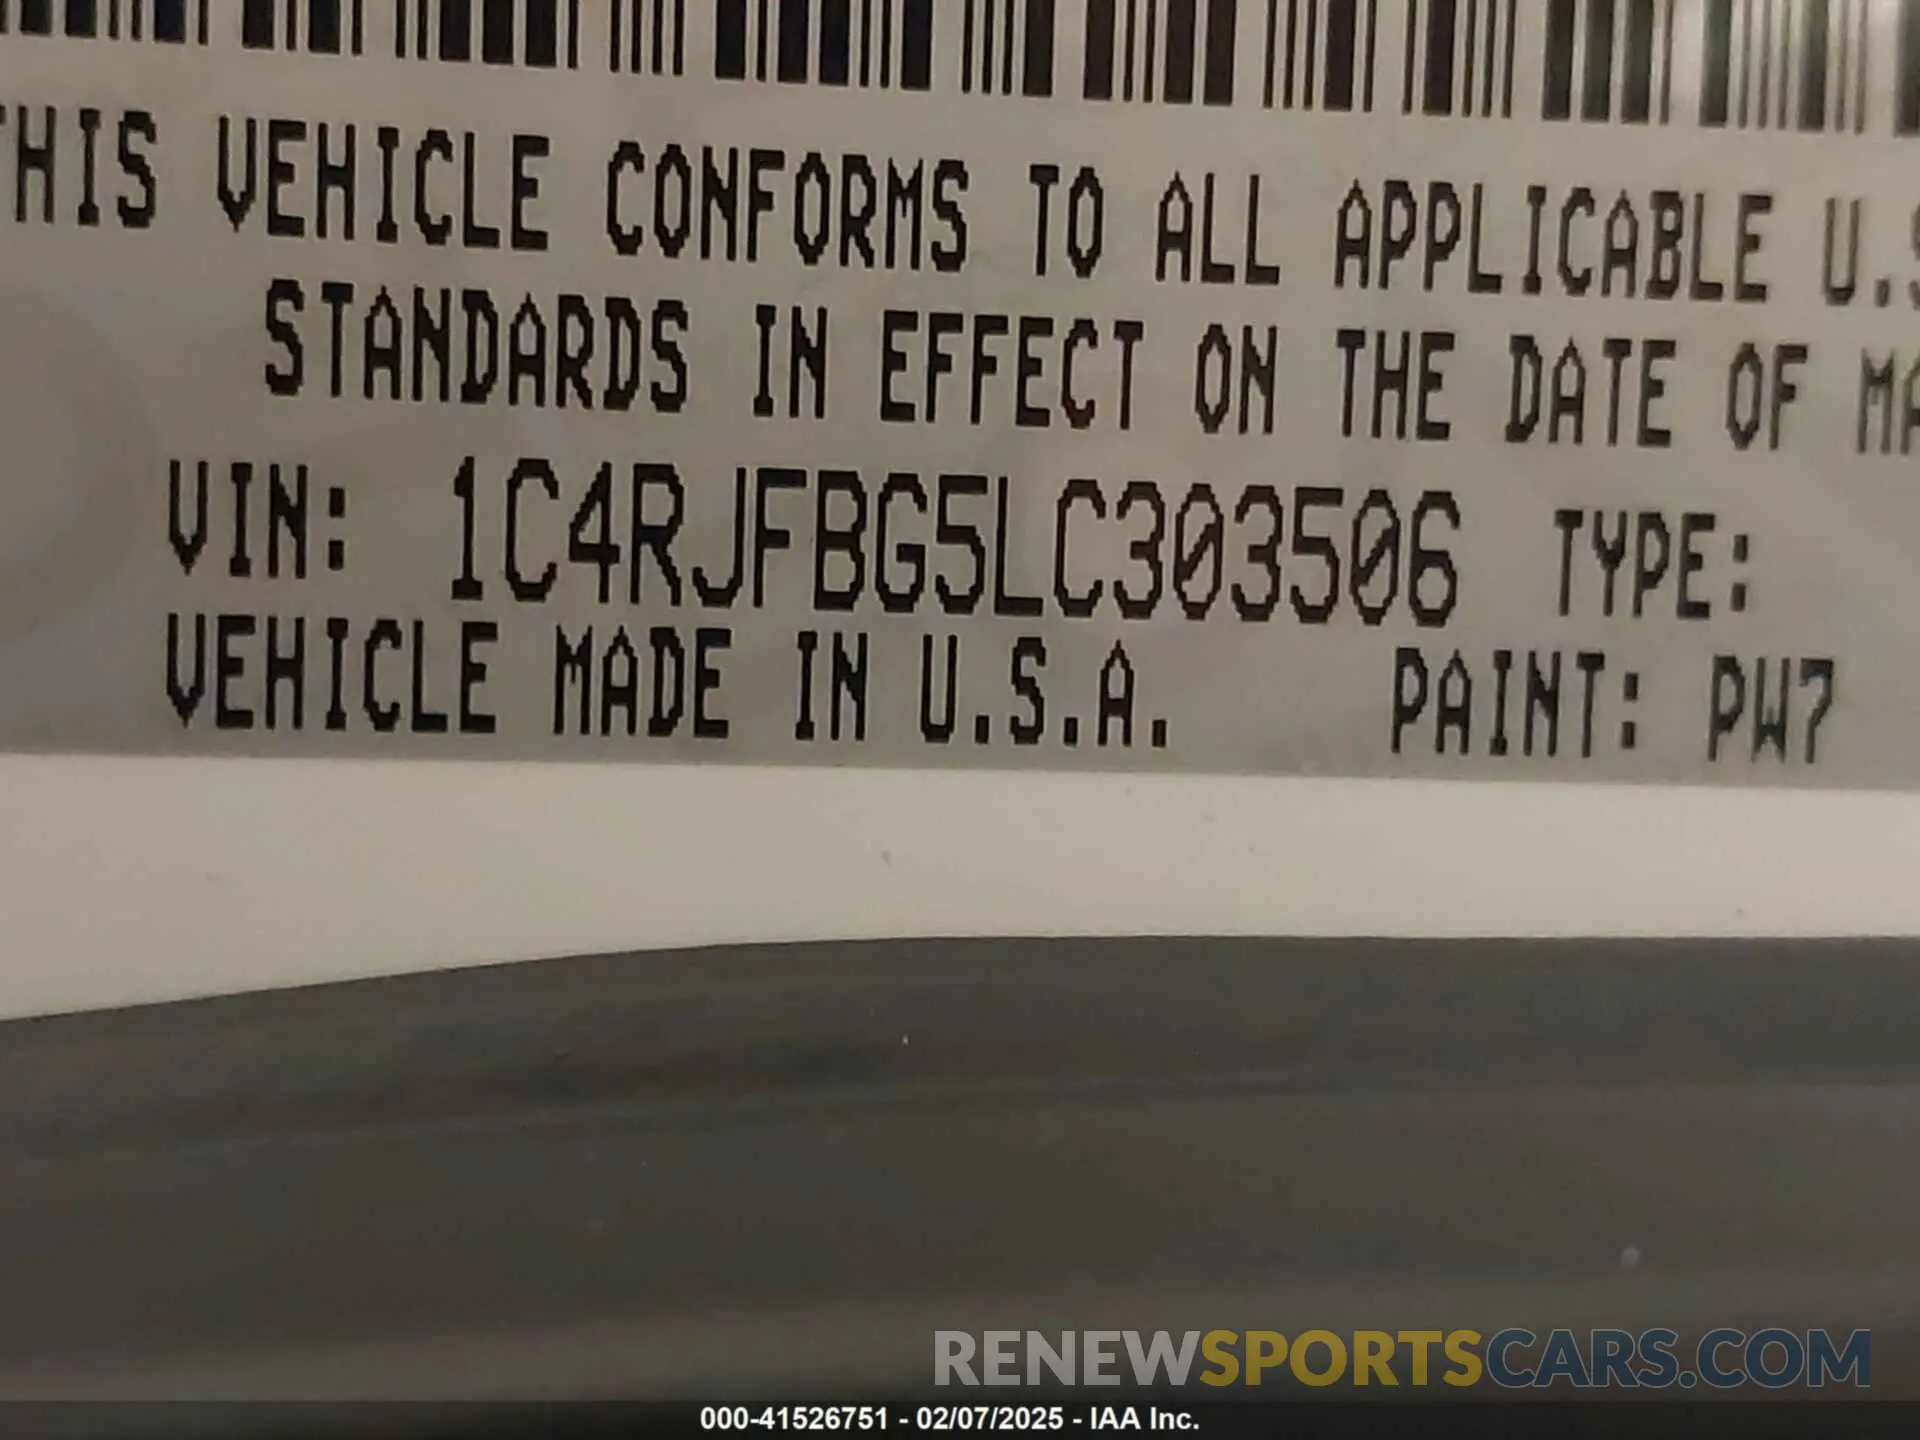 THIS VEHICLE CONFORMS TO ALL APPLICABLE U.S
STANDARDS IN EFFECT ON THE DATE OF MA
VIN: 1C4RJFBG5LC303506 TYPE:
VEHICLE MADE IN U.S.A. PAINT: PW7
RENEWSPORTSCARS.COM
000-41526751 - 02/07/2025 - IAA Inc.